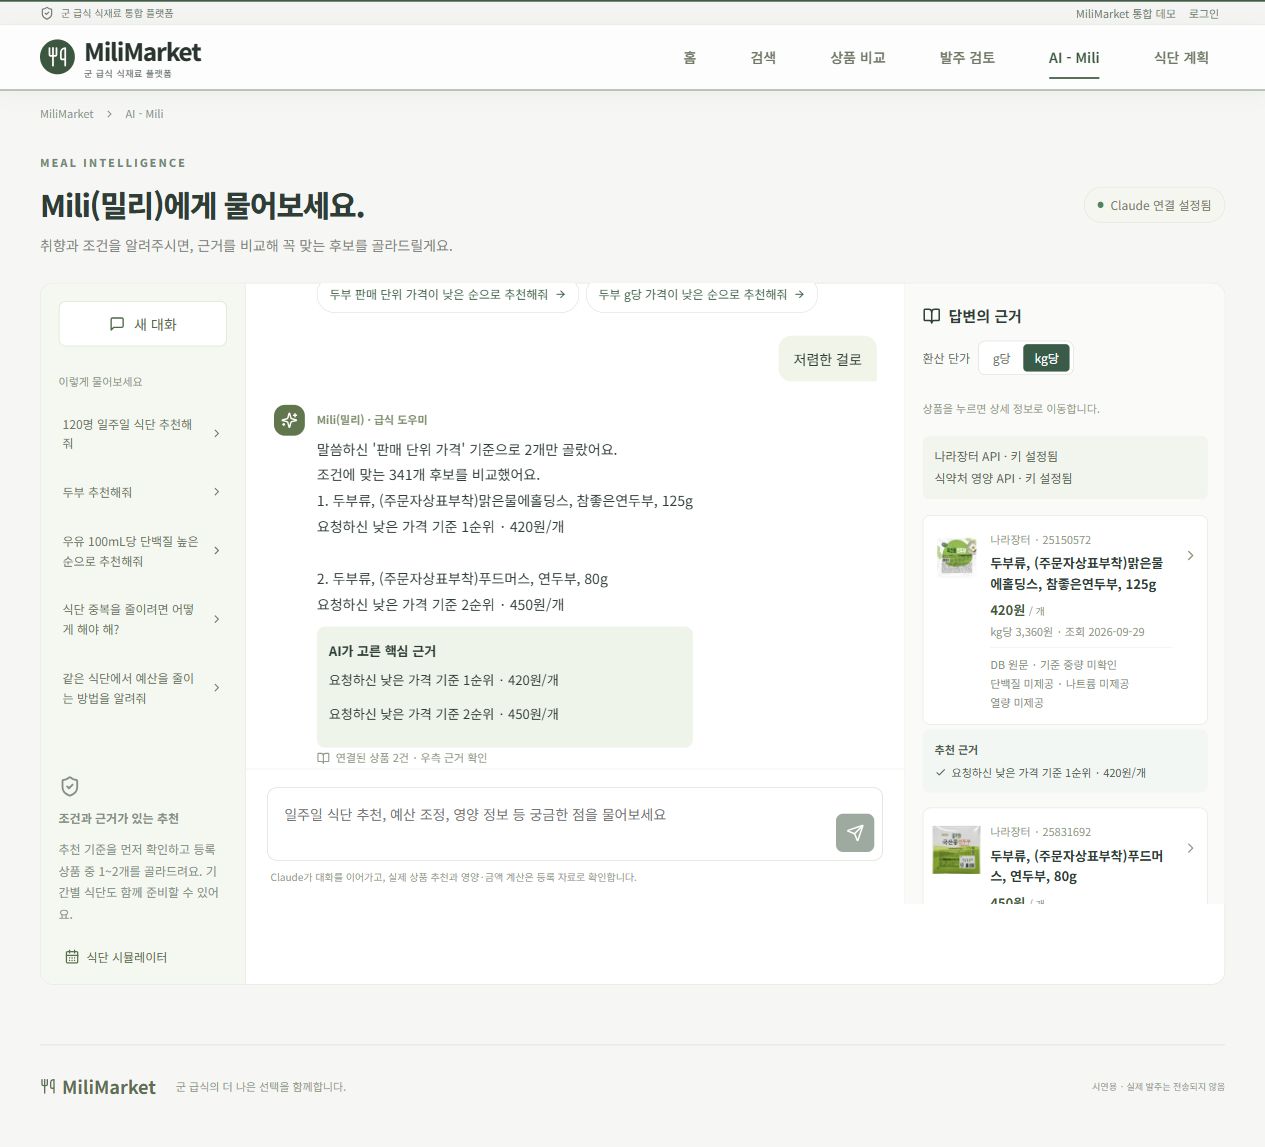 군 급식 식재료 통합 플랫폼
MiliMarket 통합 데모 로그인
MiliMarket
군 급식 식재료 플랫폼
홈 검색 상품 비교 발주 검토 AI - Mili 식단 계획
MiliMarket > AI - Mili
MEAL INTELLIGENCE
Mili(밀리)에게 물어보세요.
Claude 연결 설정됨
취향과 조건을 알려주시면, 근거를 비교해 꼭 맞는 후보를 골라드릴게요.
새 대화
이렇게 물어보세요
120명 일주일 식단 추천해
줘
두부 추천해줘
우유 100mL당 단백질 높은
순으로 추천해줘
식단 중복을 줄이려면 어떻
게 해야 해?
같은 식단에서 예산을 줄이
는 방법을 알려줘
조건과 근거가 있는 추천
추천 기준을 먼저 확인하고 등록
상품 중 1~2개를 골라드려요. 기
간별 식단도 함께 준비할 수 있어
요.
식단 시뮬레이터
두부 판매 단위 가격이 낮은 순으로 추천해줘 →
두부 g당 가격이 낮은 순으로 추천해줘 →
저렴한 걸로
Mili(밀리) · 급식 도우미
말씀하신 '판매 단위 가격' 기준으로 2개만 골랐어요.
조건에 맞는 341개 후보를 비교했어요.
1. 두부류, (주문자상표부착)맑은물에홀딩스, 참좋은연두부, 125g
요청하신 낮은 가격 기준 1순위 · 420원/개
2. 두부류, (주문자상표부착)푸드머스, 연두부, 80g
요청하신 낮은 가격 기준 2순위 · 450원/개
AI가 고른 핵심 근거
요청하신 낮은 가격 기준 1순위 · 420원/개
요청하신 낮은 가격 기준 2순위 · 450원/개
연결된 상품 2건 · 우측 근거 확인
일주일 식단 추천, 예산 조정, 영양 정보 등 궁금한 점을 물어보세요
Claude가 대화를 이어가고, 실제 상품 추천과 영양·금액 계산은 등록 자료로 확인합니다.
답변의 근거
환산 단가 g당 kg당
상품을 누르면 상세 정보로 이동합니다.
나라장터 API · 키 설정됨
식약처 영양 API · 키 설정됨
나라장터 · 25150572
두부류, (주문자상표부착)맑은물
에홀딩스, 참좋은연두부, 125g
420원 / 개
kg당 3,360원 · 조회 2026-09-29
DB 원문 · 기준 중량 미확인
단백질 미제공 · 나트륨 미제공
열량 미제공
추천 근거
요청하신 낮은 가격 기준 1순위 · 420원/개
나라장터 · 25831692
두부류, (주문자상표부착)푸드머
스, 연두부, 80g
450원 / 개
MiliMarket
군 급식의 더 나은 선택을 함께합니다.
시연용 · 실제 발주는 전송되지 않음